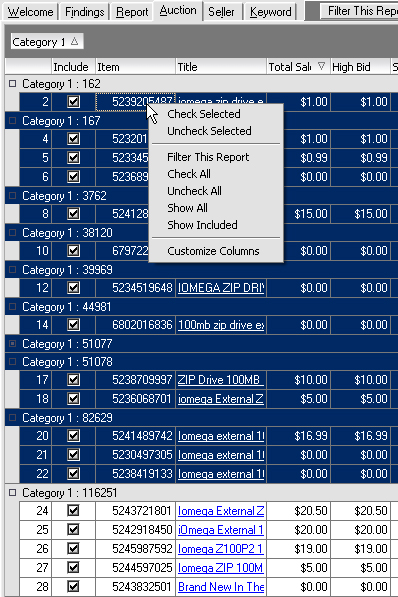 Welcome Findings Report Auction Seller Keyword Filter This Repo
Category 1
Include Item Title Total Sal High Bid S
Category 1 : 162
2 5239205487 iomega zip drive e $1.00 $1.00
Category 1 : 167
4 523201 $1.00 $1.00
5 523345 $0.99 $0.99
6 523689 $0.00 $0.00
Category 1 : 3762
8 524128 $15.00 $15.00
Category 1 : 38120
10 679722 $0.00 $0.00
Category 1 : 39969
12 5234519648 IOMEGA ZIP DRI $0.00 $0.00
Category 1 : 44981
14 6802016836 100mb zip drive e $0.00 $0.00
Category 1 : 51077
Category 1 : 51078
17 5238709997 ZIP Drive 100MB $10.00 $10.00
18 5236068701 iomega External Z $5.00 $5.00
Category 1 : 82629
20 5241489742 Iomega external 1 $16.99 $16.99
21 5230497305 Iomega external 1 $0.00 $0.00
22 5238419133 Iomega external 1 $0.00 $0.00
Category 1 : 116251
24 5243721801 Iomega External Z $20.50 $20.50
25 5242918450 iOmega External 1 $20.00 $20.00
26 5245987592 Iomega Z100P2 1 $19.00 $19.00
27 5244597025 Iomega ZIP 100M $5.00 $5.00
28 5243832501 Brand New In The $0.00 $0.00
Check Selected
Uncheck Selected
Filter This Report
Check All
Uncheck All
Show All
Show Included
Customize Columns